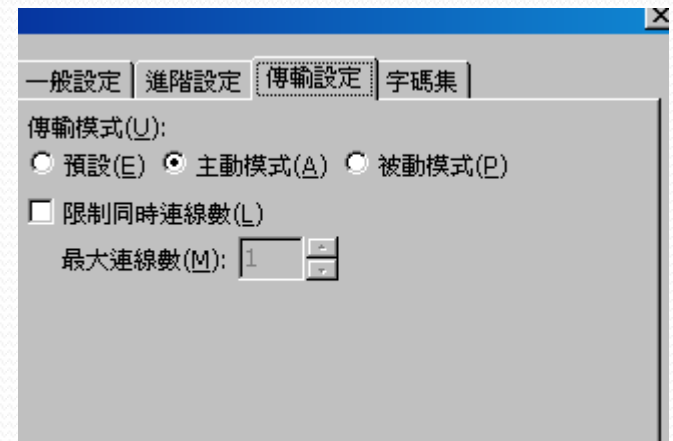 一般設定 進階設定 傳輸設定 字碼集
傳輸模式(U):
預設(E) 主動模式(A) 被動模式(P)
限制同時連線數(L)
最大連線數(M): 1